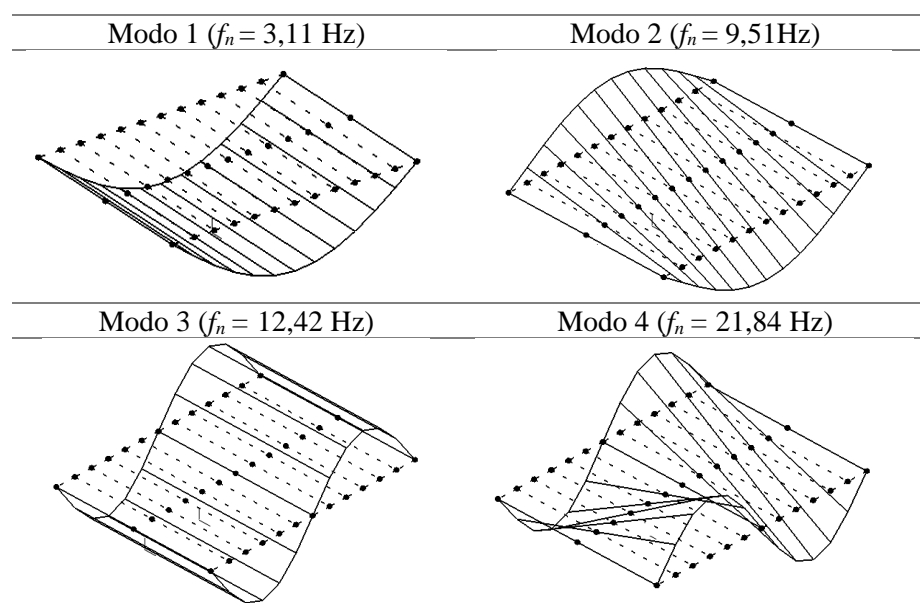 Modo 1 (fn = 3,11 Hz)
Modo 2 (fn = 9,51Hz)
Modo 3 (fn = 12,42 Hz)
Modo 4 (fn = 21,84 Hz)